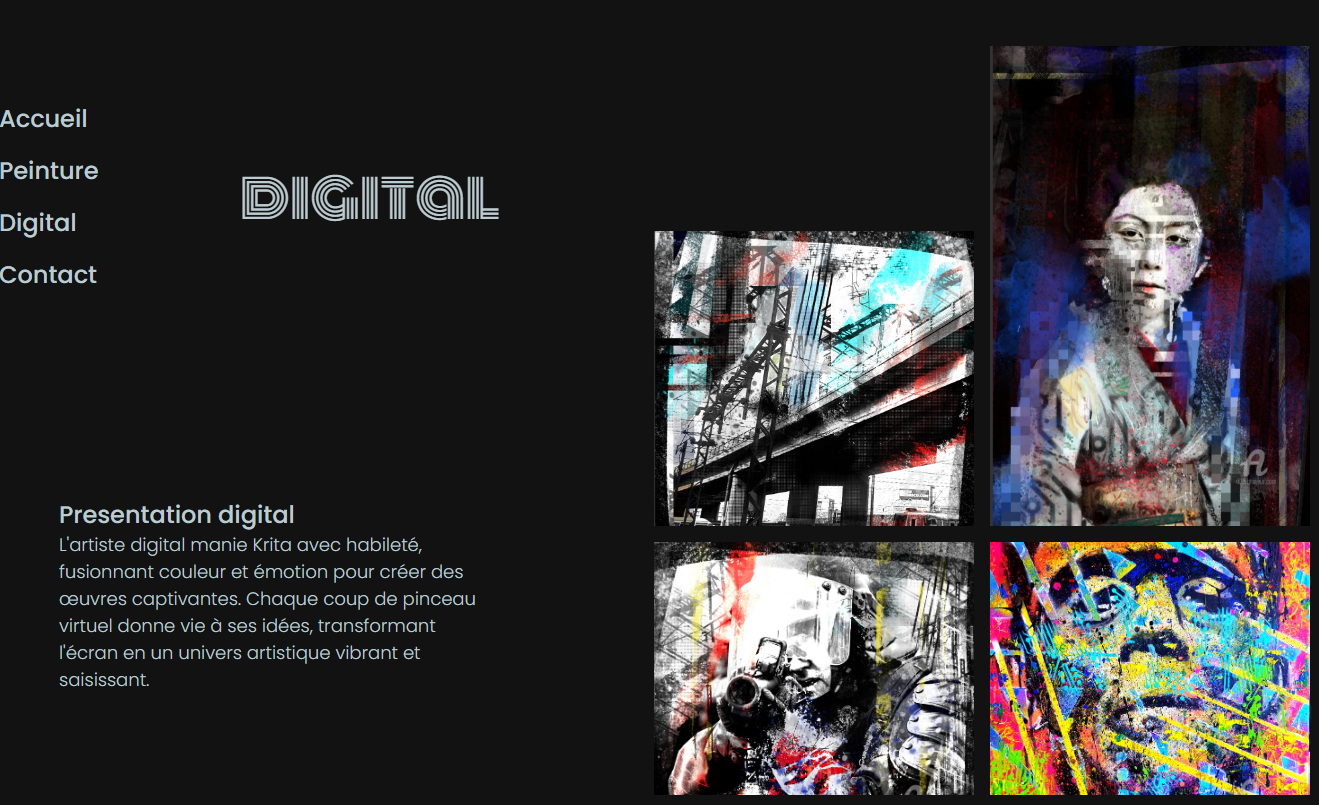 Accueil
Peinture
Digital
Contact
DIGITAL
Presentation digital
L'artiste digital manie Krita avec habileté,
fusionnant couleur et émotion pour créer des
œuvres captivantes. Chaque coup de pinceau
virtuel donne vie à ses idées, transformant
l'écran en un univers artistique vibrant et
saisissant.